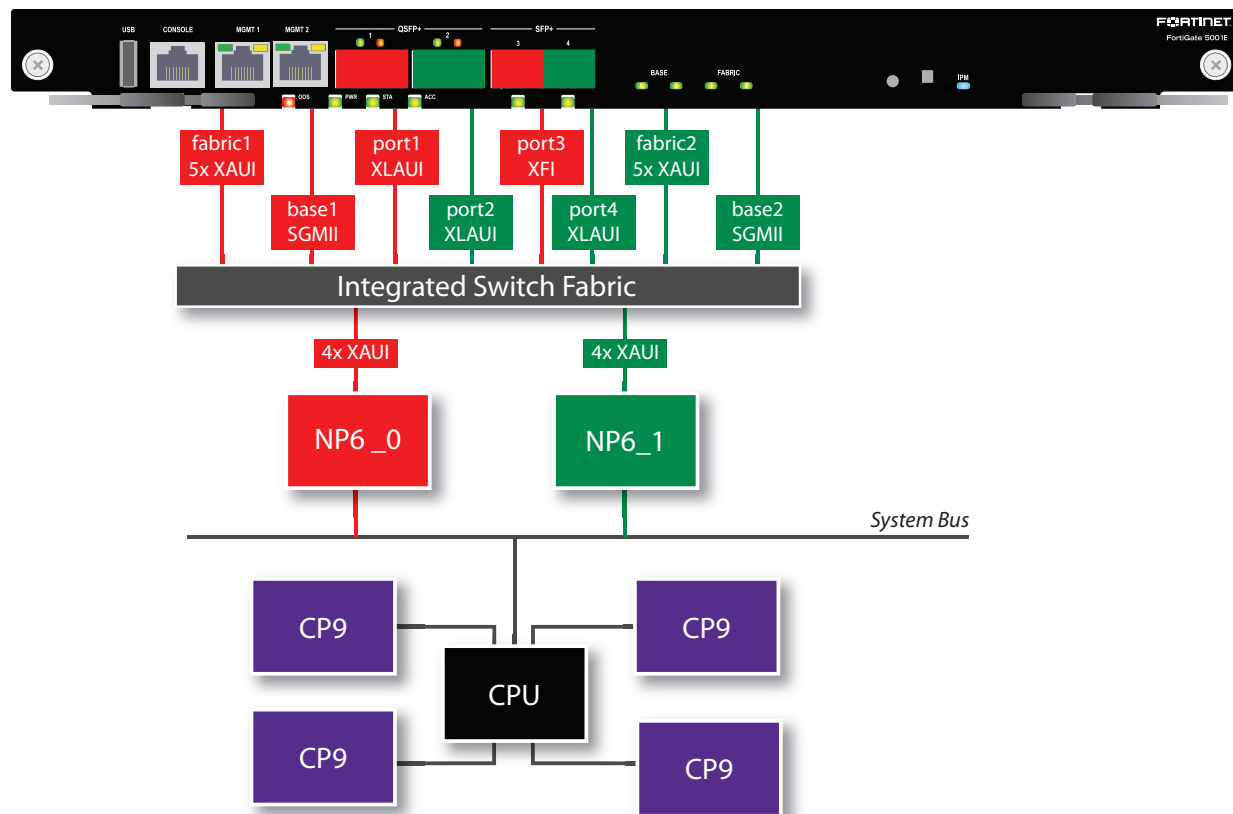 USB
CONSOLE
MGMT 1
MGMT 2
QSFP+
1
2
SFP+
3
4
BASE
FABRIC
IPM
FORTINET
FortiGate 5001E
OOS
PWR
STA
ACC
fabric1
5x XAUI
base1
SGMII
port1
XLAUI
port2
XLAUI
port3
XFI
port4
XLAUI
fabric2
5x XAUI
base2
SGMII
Integrated Switch Fabric
4x XAUI
4x XAUI
NP6 _0
NP6_1
System Bus
CP9
CP9
CPU
CP9
CP9